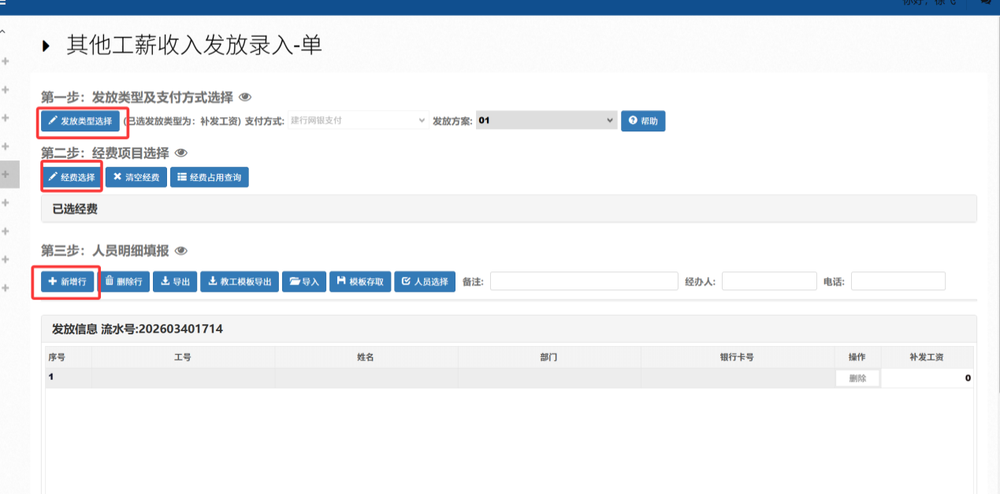 其他工薪收入发放录入-单
第一步：发放类型及支付方式选择
发放类型选择 (已选发放类型为：补发工资) 支付方式: 建行网银支付 发放方案: 01 帮助
第二步：经费项目选择
经费选择 清空经费 经费占用查询
已选经费
第三步：人员明细填报
新增行 删除行 导出 教工模板导出 导入 模板存取 人员选择 备注: 经办人: 电话:
发放信息 流水号:202603401714
序号 工号 姓名 部门 银行卡号 操作 补发工资
1 删除 0